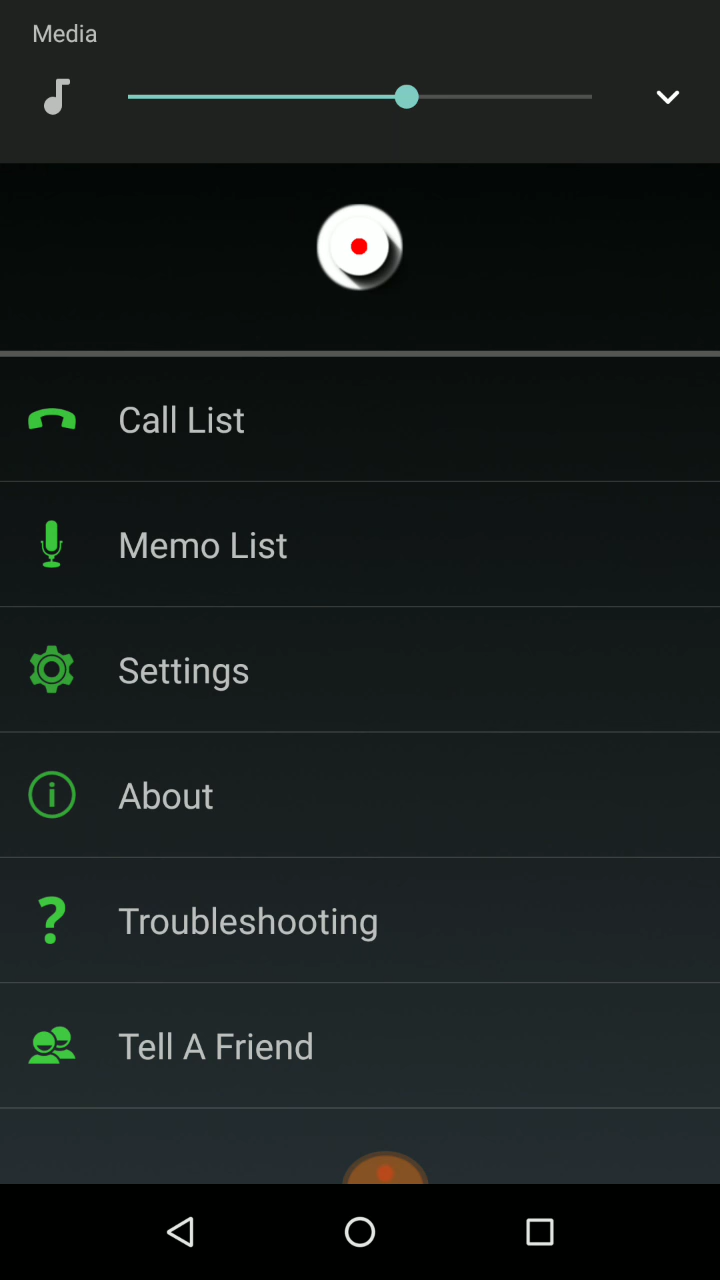 Media
Call List
Memo List
Settings
About
Troubleshooting
Tell A Friend